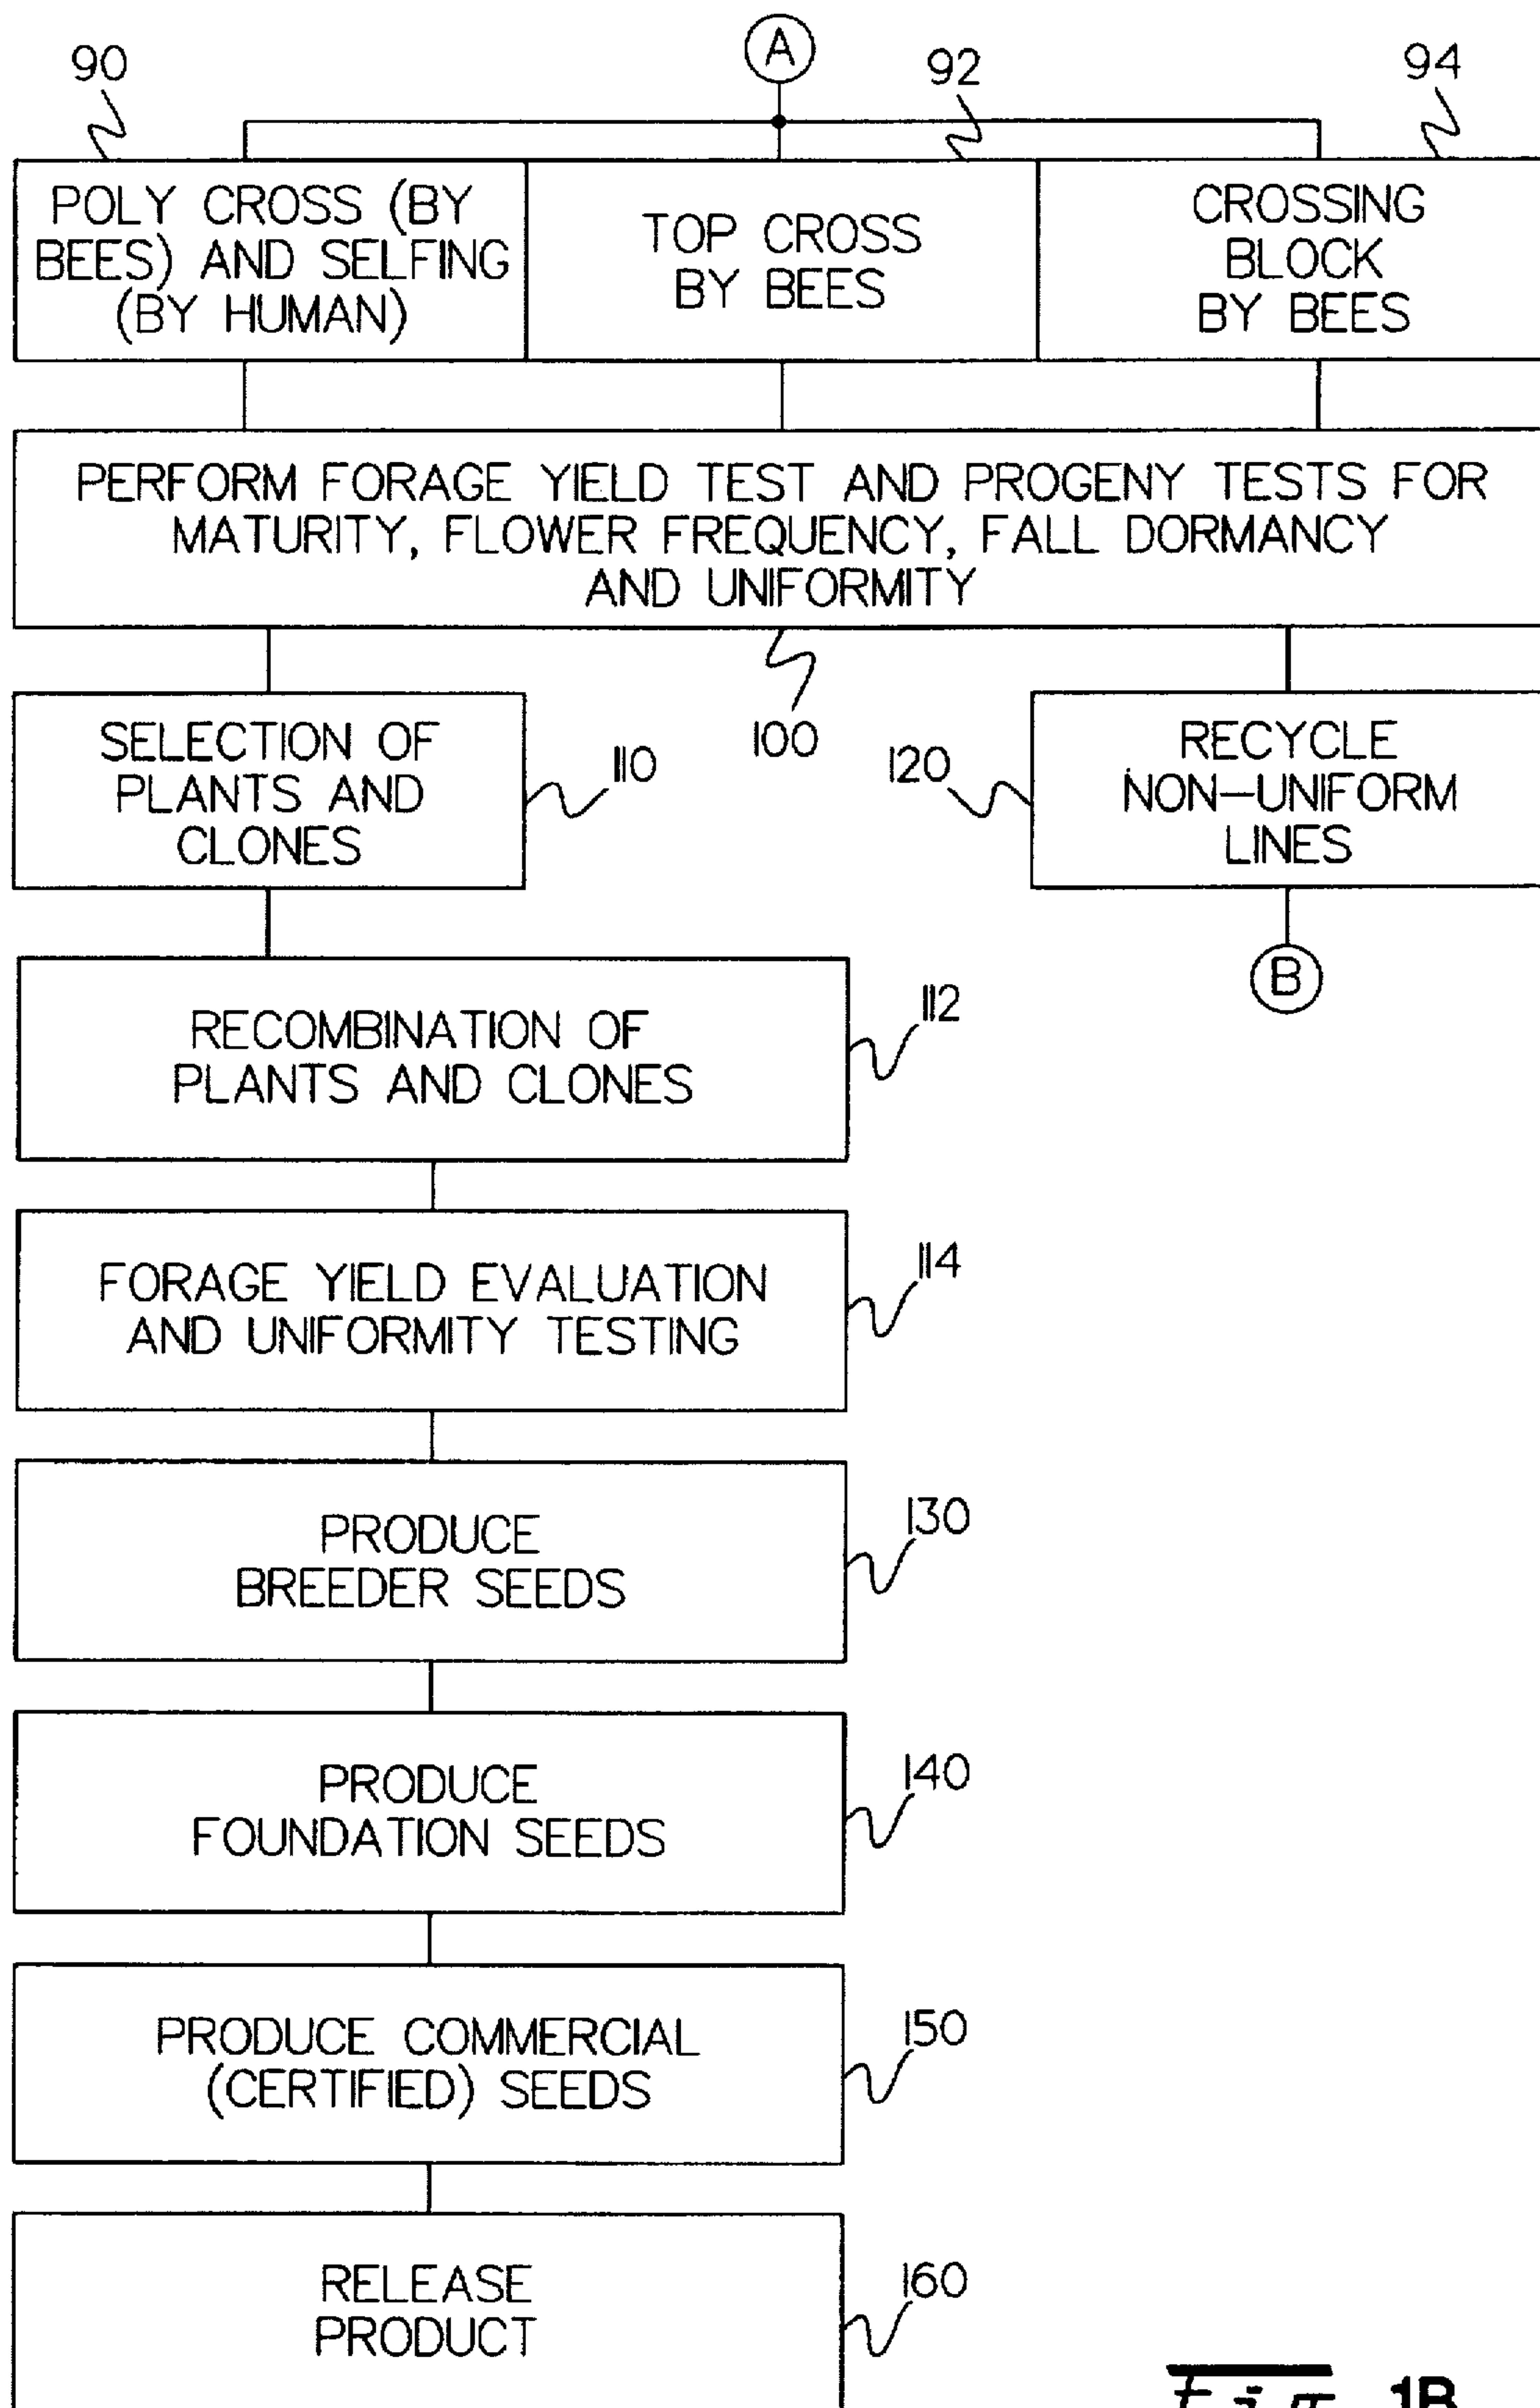 A
90
92
94
POLY CROSS (BY
BEES) AND SELFING
(BY HUMAN)
TOP CROSS
BY BEES
CROSSING
BLOCK
BY BEES
PERFORM FORAGE YIELD TEST AND PROGENY TESTS FOR
MATURITY, FLOWER FREQUENCY, FALL DORMANCY
AND UNIFORMITY
100
SELECTION OF
PLANTS AND
CLONES
110
120
RECYCLE
NON-UNIFORM
LINES
B
RECOMBINATION OF
PLANTS AND CLONES
112
FORAGE YIELD EVALUATION
AND UNIFORMITY TESTING
114
PRODUCE
BREEDER SEEDS
130
PRODUCE
FOUNDATION SEEDS
140
PRODUCE COMMERCIAL
(CERTIFIED) SEEDS
150
RELEASE
PRODUCT
160
Fig 1B